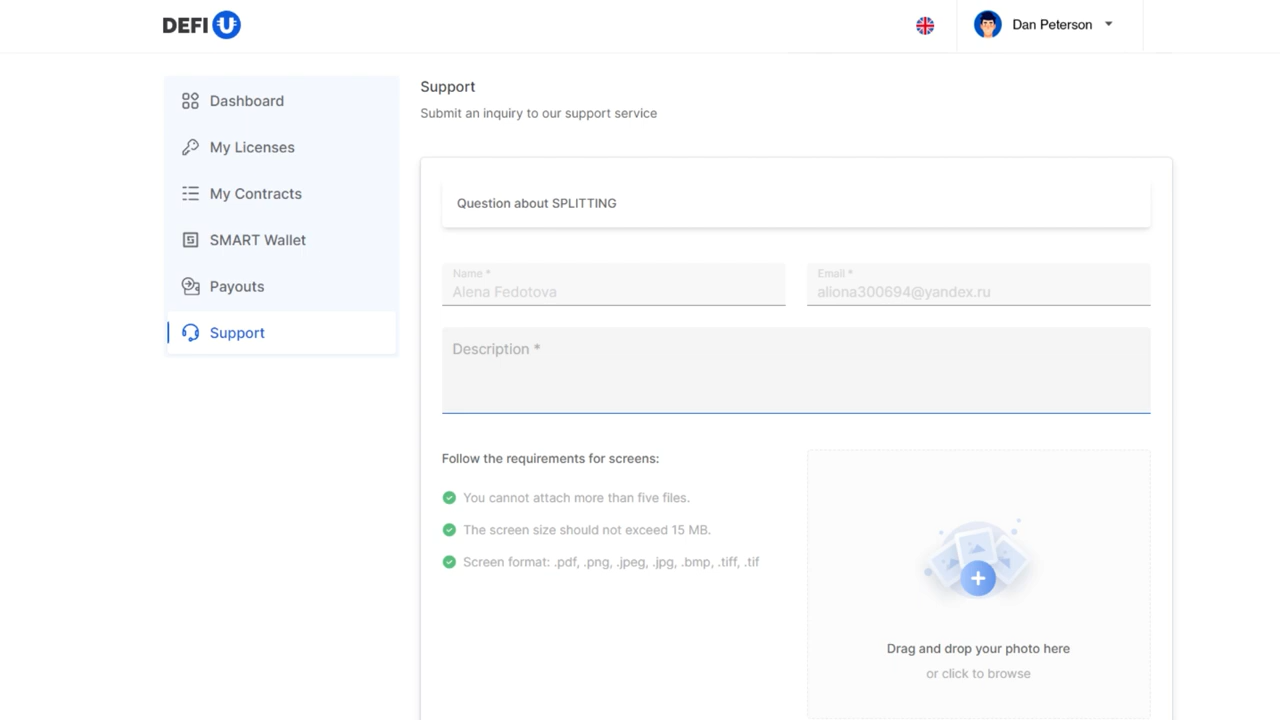 DEFI U
Dan Peterson
Dashboard
My Licenses
My Contracts
SMART Wallet
Payouts
Support
Support
Submit an inquiry to our support service
Question about SPLITTING
Name *
Alena Fedotova
Email *
aliona300694@yandex.ru
Description *
Follow the requirements for screens:
You cannot attach more than five files.
The screen size should not exceed 15 MB.
Screen format: .pdf, .png, .jpeg, .jpg, .bmp, .tiff, .tif
Drag and drop your photo here
or click to browse